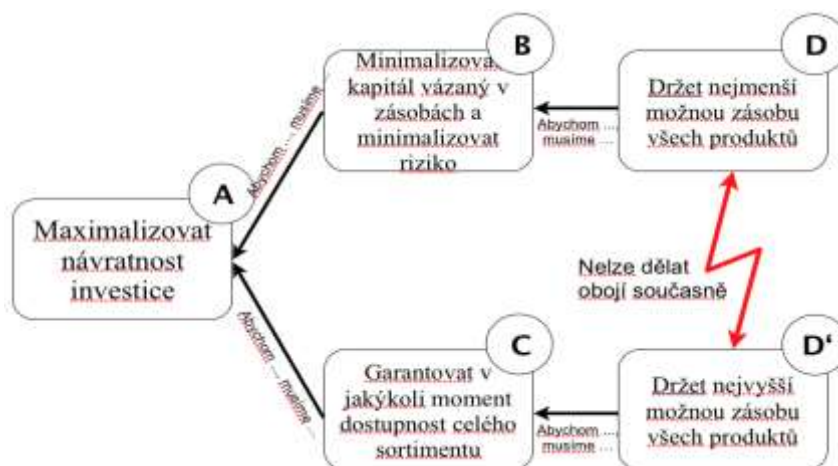 B
Minimalizovat
kapitál vázaný v
zásobách a
minimalizovat
riziko
D
Držet nejmenší
možnou zásobu
všech produktů
Abychom ....
musíme ...
Abychom .... musíme ...
A
Maximalizovat
návratnost
investice
Nelze dělat
obojí současně
Abychom .... musíme ...
C
Garantovat v
jakýkoli moment
dostupnost celého
sortimentu
D‘
Držet nejvyšší
možnou zásobu
všech produktů
Abychom ....
musíme ...